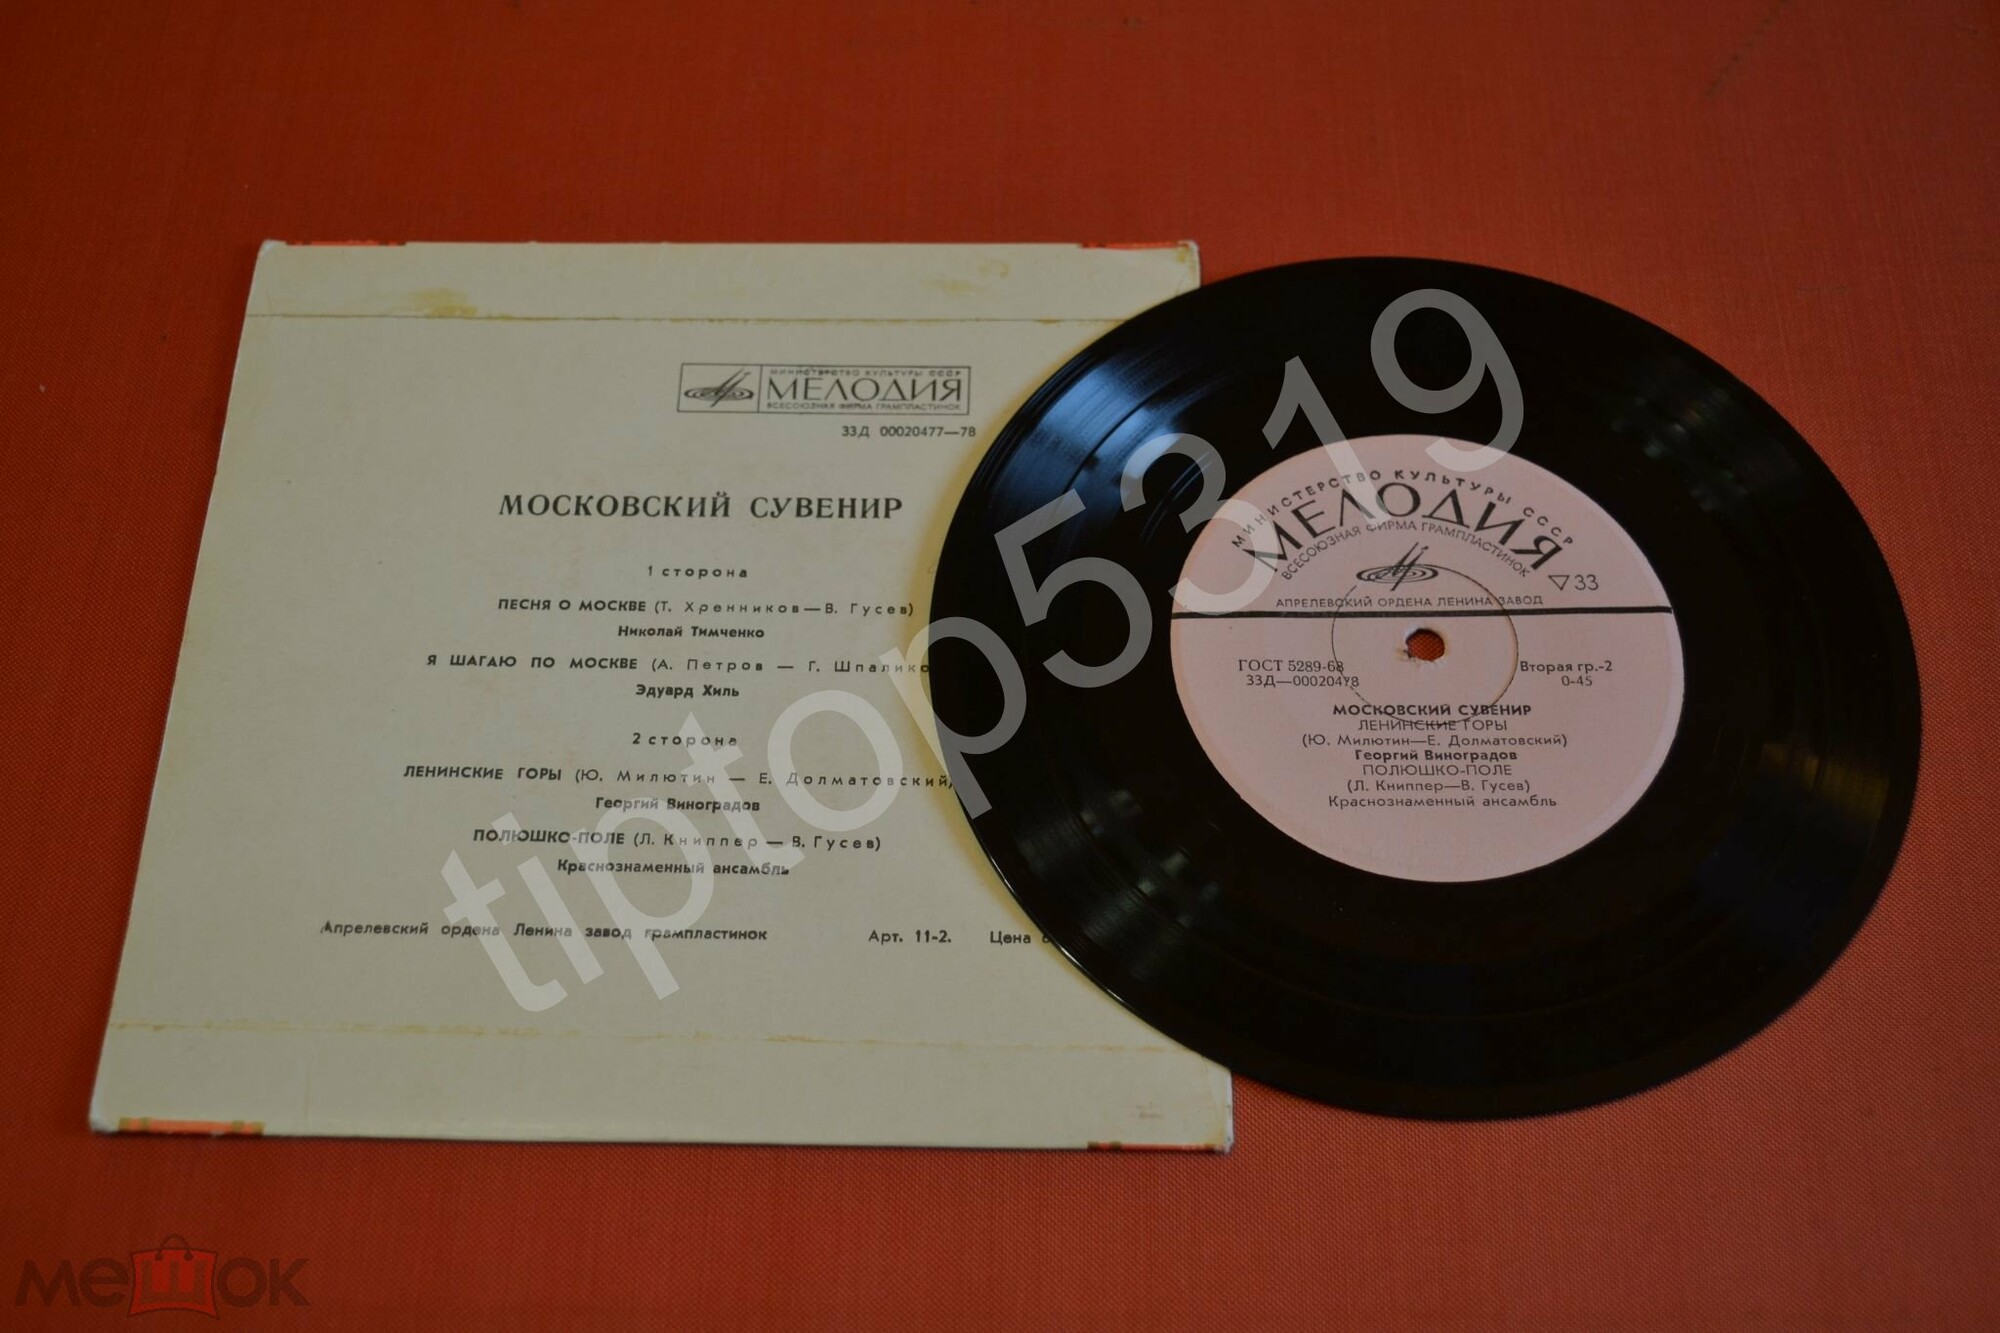 МИНИСТЕРСТВО КУЛЬТУРЫ СССР
МЕЛОДИЯ
ВСЕСОЮЗНАЯ ФИРМА ГРАМПЛАСТИНОК
33Д 00020477—78
МОСКОВСКИЙ СУВЕНИР
1 сторона
ПЕСНЯ О МОСКВЕ (Т. Хренников — В. Гусев)
Николай Тимченко
Я ШАГАЮ ПО МОСКВЕ (А. Петров — Г. Шпалико
Эдуард Хиль
2 сторона
ЛЕНИНСКИЕ ГОРЫ (Ю. Милютин — Е. Долматовский)
Георгий Виноградов
ПОЛЮШКО-ПОЛЕ (Л. Книппер — В. Гусев)
Краснознаменный ансамбль
Апрелевский ордена Ленина завод грампластинок Арт. 11-2. Цена
МИНИСТЕРСТВО КУЛЬТУРЫ СССР
МЕЛОДИЯ
ВСЕСОЮЗНАЯ ФИРМА ГРАМПЛАСТИНОК
33
АПРЕЛЕВСКИЙ ОРДЕНА ЛЕНИНА ЗАВОД
ГОСТ 5289-68 Вторая гр.-2
33Д—00020478 0-45
МОСКОВСКИЙ СУВЕНИР
ЛЕНИНСКИЕ ГОРЫ
(Ю. Милютин—Е. Долматовский)
Георгий Виноградов
ПОЛЮШКО-ПОЛЕ
(Л. Книппер—В. Гусев)
Краснознаменный ансамбль
tiptop5319
мешок